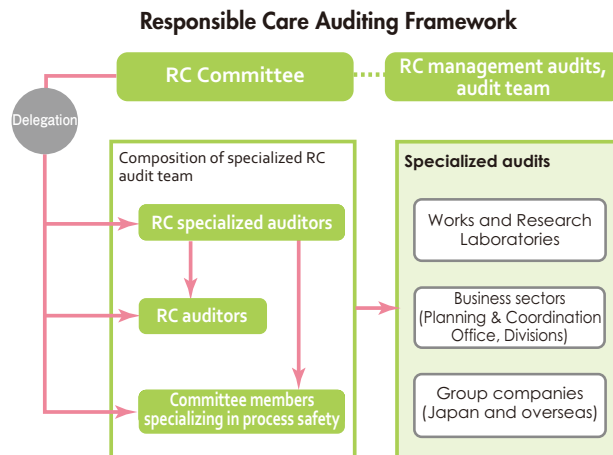 Responsible Care Auditing Framework
RC Committee
RC management audits,
audit team
Delegation
Composition of specialized RC
audit team
RC specialized auditors
RC auditors
Committee members
specializing in process safety
Specialized audits
Works and Research
Laboratories
Business sectors
(Planning & Coordination
Office, Divisions)
Group companies
(Japan and overseas)